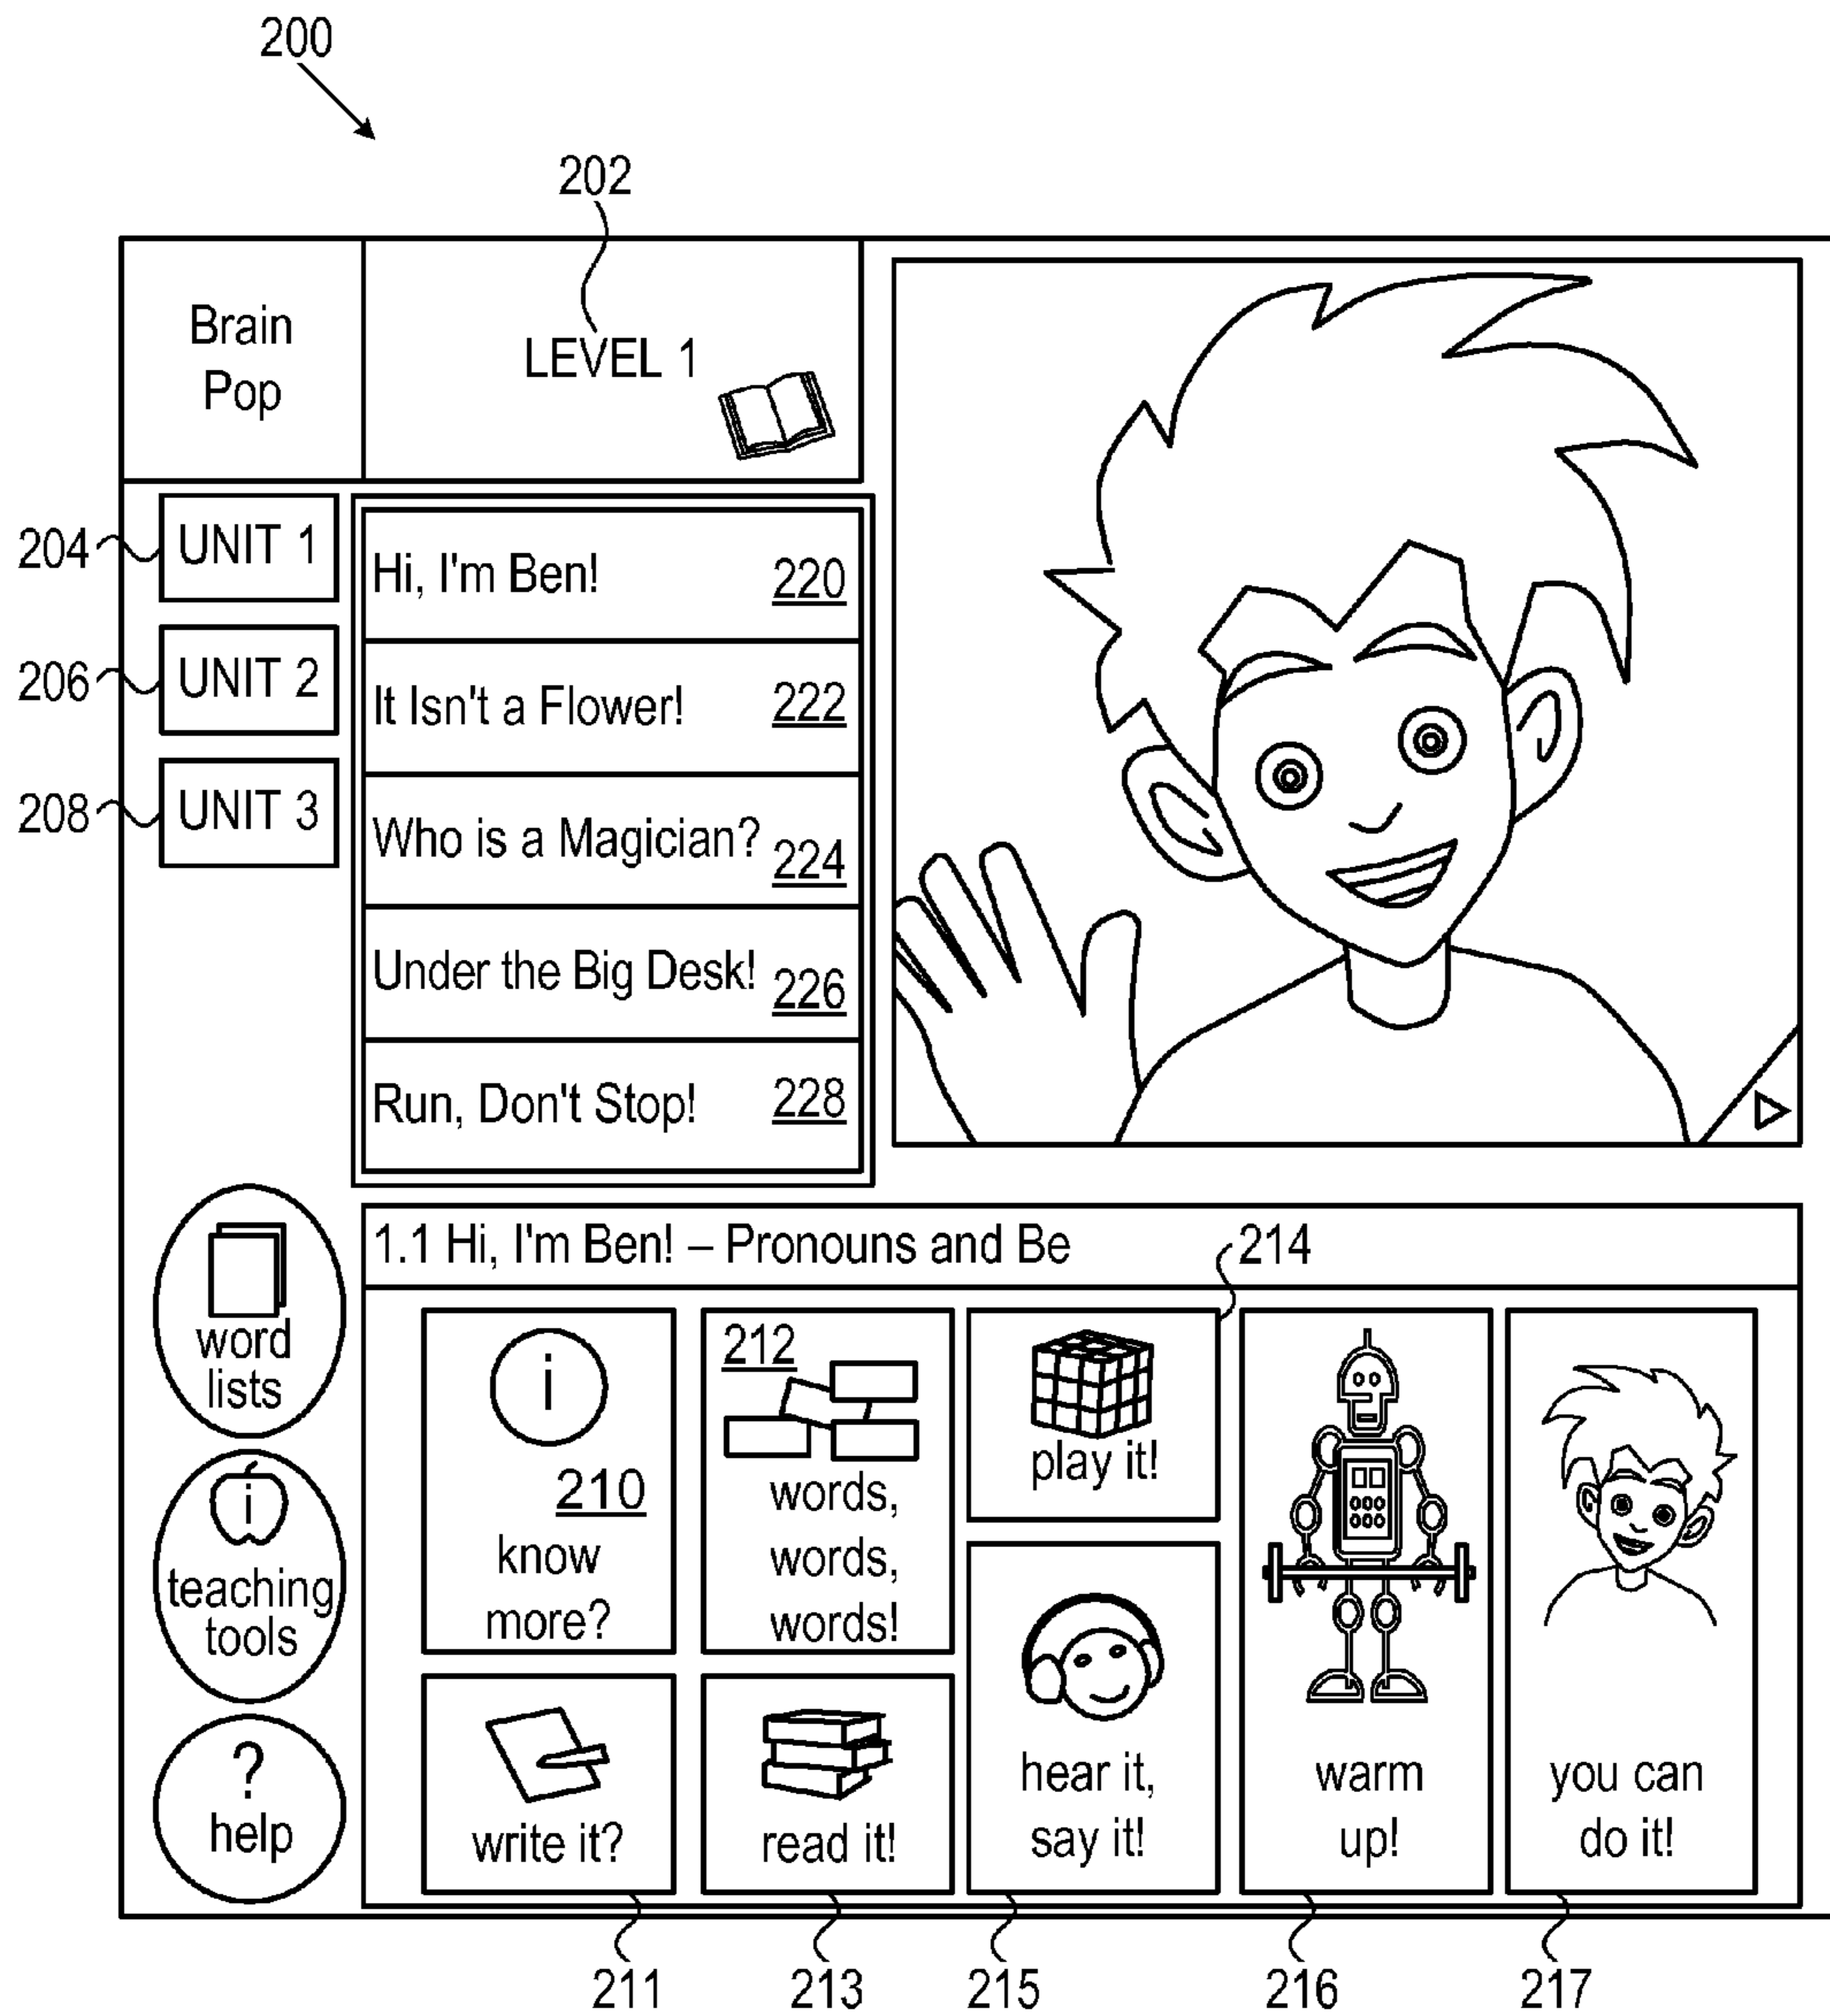 200
202
Brain
Pop
LEVEL 1
204
UNIT 1
206
UNIT 2
208
UNIT 3
Hi, I'm Ben! 220
It Isn't a Flower! 222
Who is a Magician? 224
Under the Big Desk! 226
Run, Don't Stop! 228
word
lists
i
teaching
tools
?
help
1.1 Hi, I'm Ben! – Pronouns and Be
214
i
210
know
more?
212
words,
words,
words!
play it!
write it?
read it!
hear it,
say it!
warm
up!
you can
do it!
211
213
215
216
217